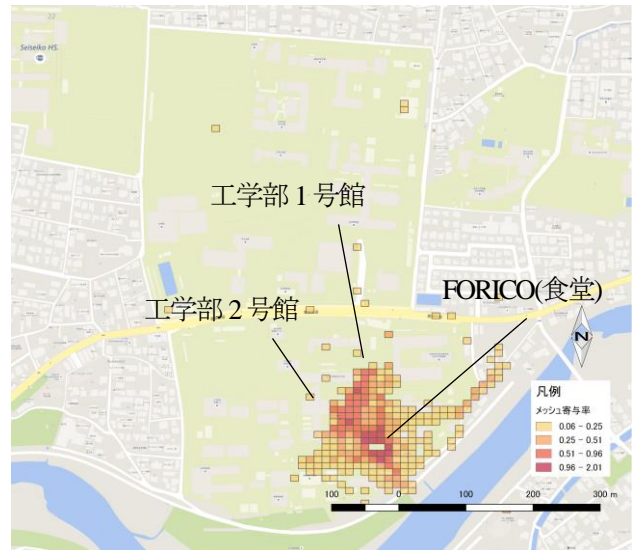 22
Seiseiko HS.
工学部 1 号館
工学部 2 号館
FORICO(食堂)
N
凡例
メッシュ寄与率
0.06 - 0.25
0.25 - 0.51
0.51 - 0.96
0.96 - 2.01
100 0 100 200 300 m